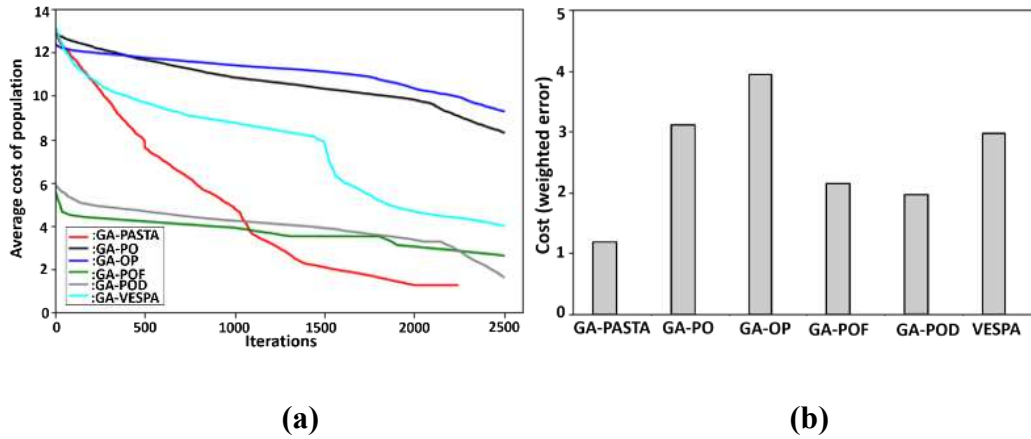 14
12
10
8
6
4
2
0
Average cost of population
:GA-PASTA
:GA-PO
:GA-OP
:GA-POF
:GA-POD
:GA-VESPA
0 500 1000 1500 2000 2500
Iterations
(a)
5
4
3
2
1
0
Cost (weighted error)
GA-PASTA GA-PO GA-OP GA-POF GA-POD VESPA
(b)